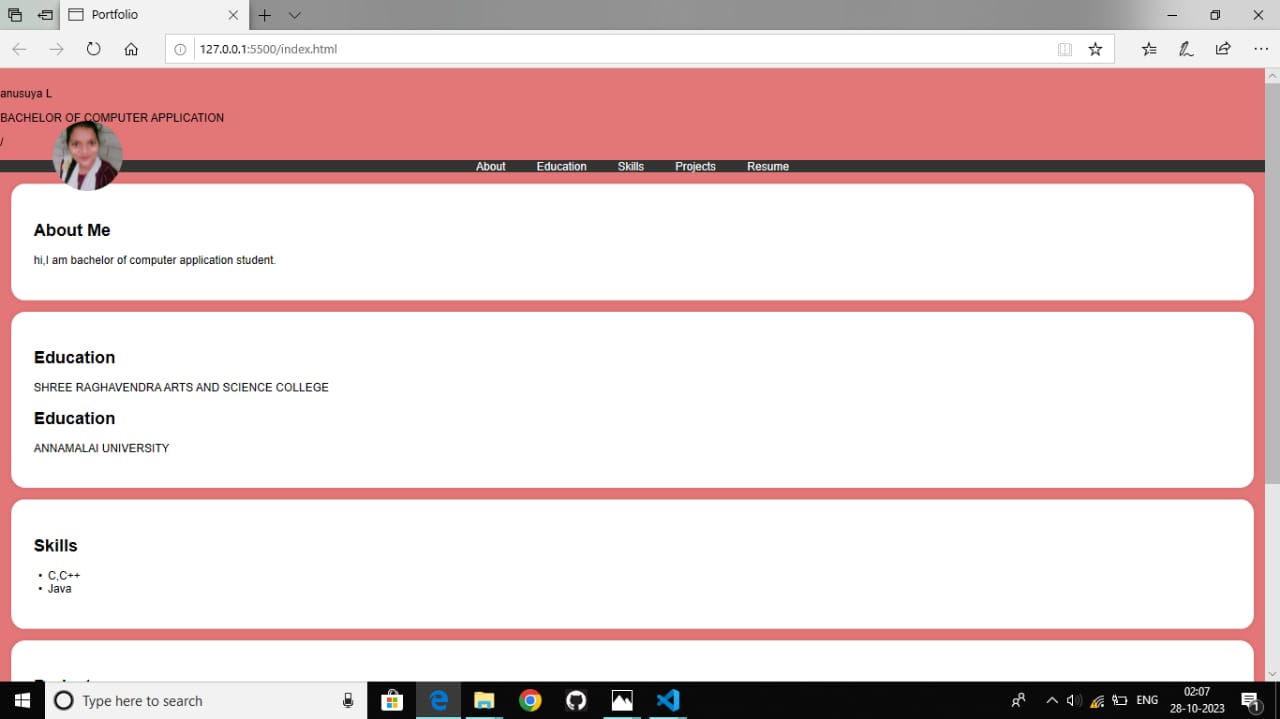 Portfolio
127.0.0.1:5500/index.html
anusuya L
BACHELOR OF COMPUTER APPLICATION
/
About Education Skills Projects Resume
About Me
hi,I am bachelor of computer application student.
Education
SHREE RAGHAVENDRA ARTS AND SCIENCE COLLEGE
Education
ANNAMALAI UNIVERSITY
Skills
• C,C++
• Java
Type here to search
ENG
02:07
28-10-2023
1